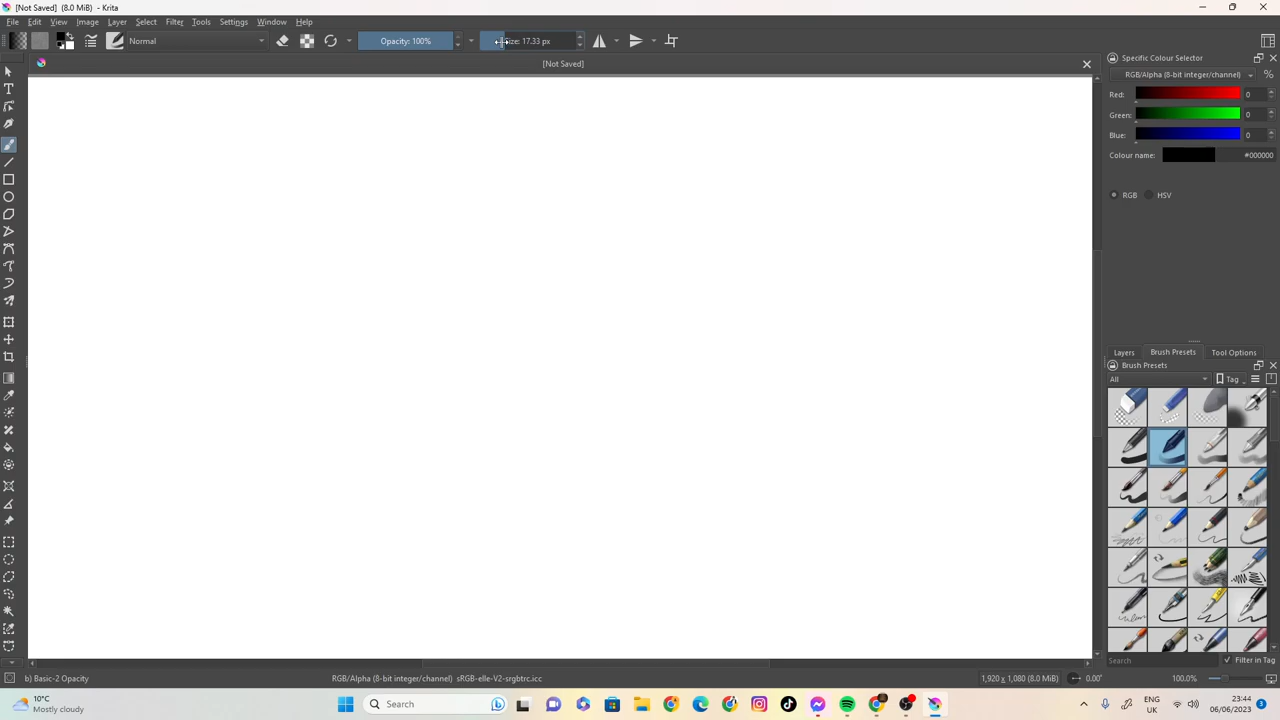 [Not Saved] (8.0 MiB) - Krita
File Edit View Image Layer Select Filter Tools Settings Window Help
Normal Opacity: 100% Size: 17.33 px
[Not Saved]
Specific Colour Selector
RGB/Alpha (8-bit integer/channel) %
Red: 0
Green: 0
Blue: 0
Colour name: #000000
RGB HSV
Layers Brush Presets Tool Options
Brush Presets
All Tag
Search Filter in Tag
b) Basic-2 Opacity RGB/Alpha (8-bit integer/channel) sRGB-elle-V2-srgbtrc.icc 1,920 x 1,080 (8.0 MiB) 0.00° 100.0%
10°C
Mostly cloudy
Search
ENG
UK
23:44
06/06/2023
3